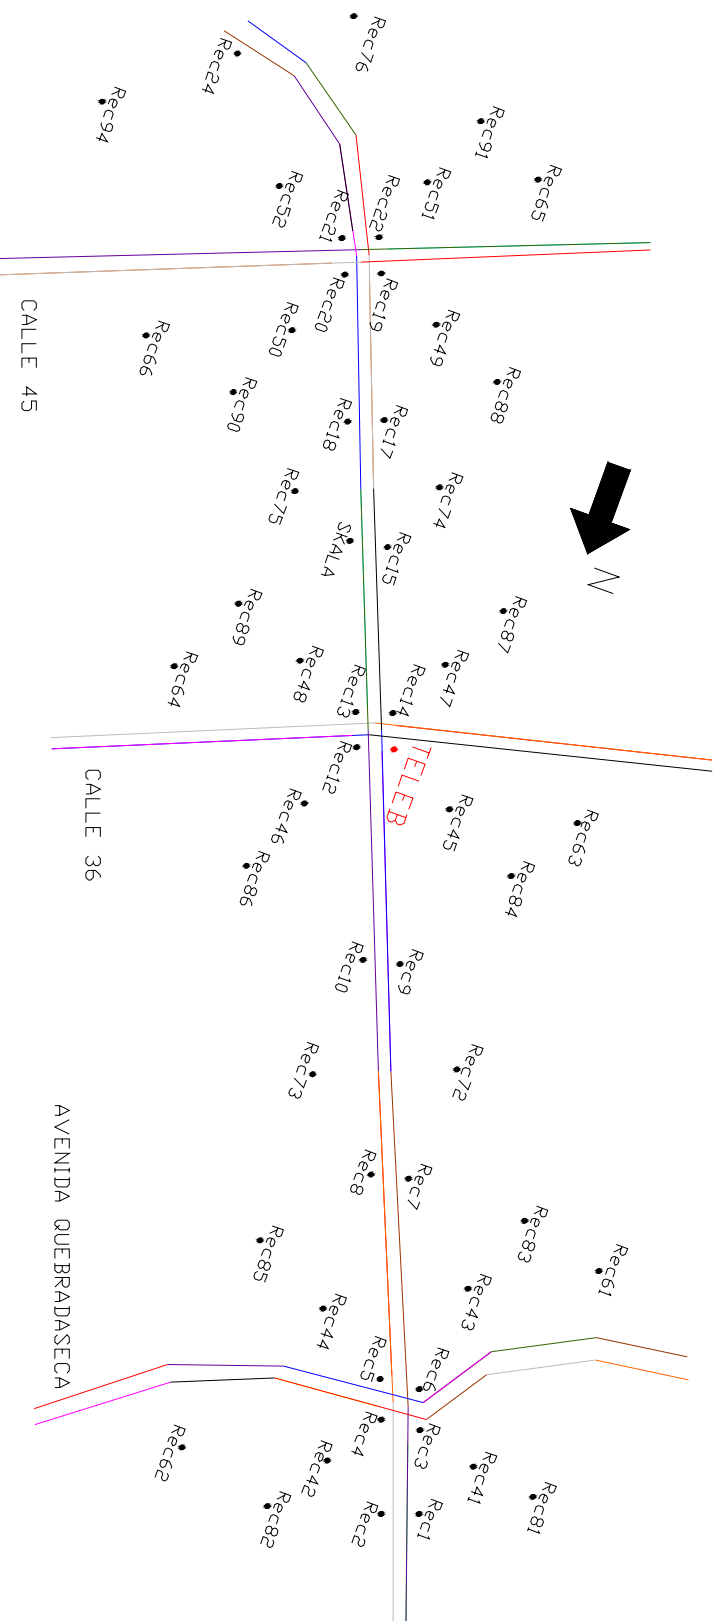 Rec76
Rec24
Rec94
Rec91
Rec65
Rec51
Rec52
Rec22
Rec21
Rec20
Rec19
Rec50
Rec49
Rec66
CALLE 45
Rec90
Rec88
Rec18
Rec17
Rec75
Rec74
SKALA
Rec15
N
Rec89
Rec87
Rec64
Rec48
Rec47
Rec13
Rec14
Rec12
TELEB
CALLE 36
Rec46
Rec45
Rec63
Rec86
Rec84
Rec10
Rec9
Rec73
Rec72
AVENIDA QUEBRADASECA
Rec8
Rec7
Rec83
Rec85
Rec61
Rec43
Rec44
Rec5
Rec6
Rec4
Rec3
Rec62
Rec42
Rec41
Rec82
Rec81
Rec2
Rec1